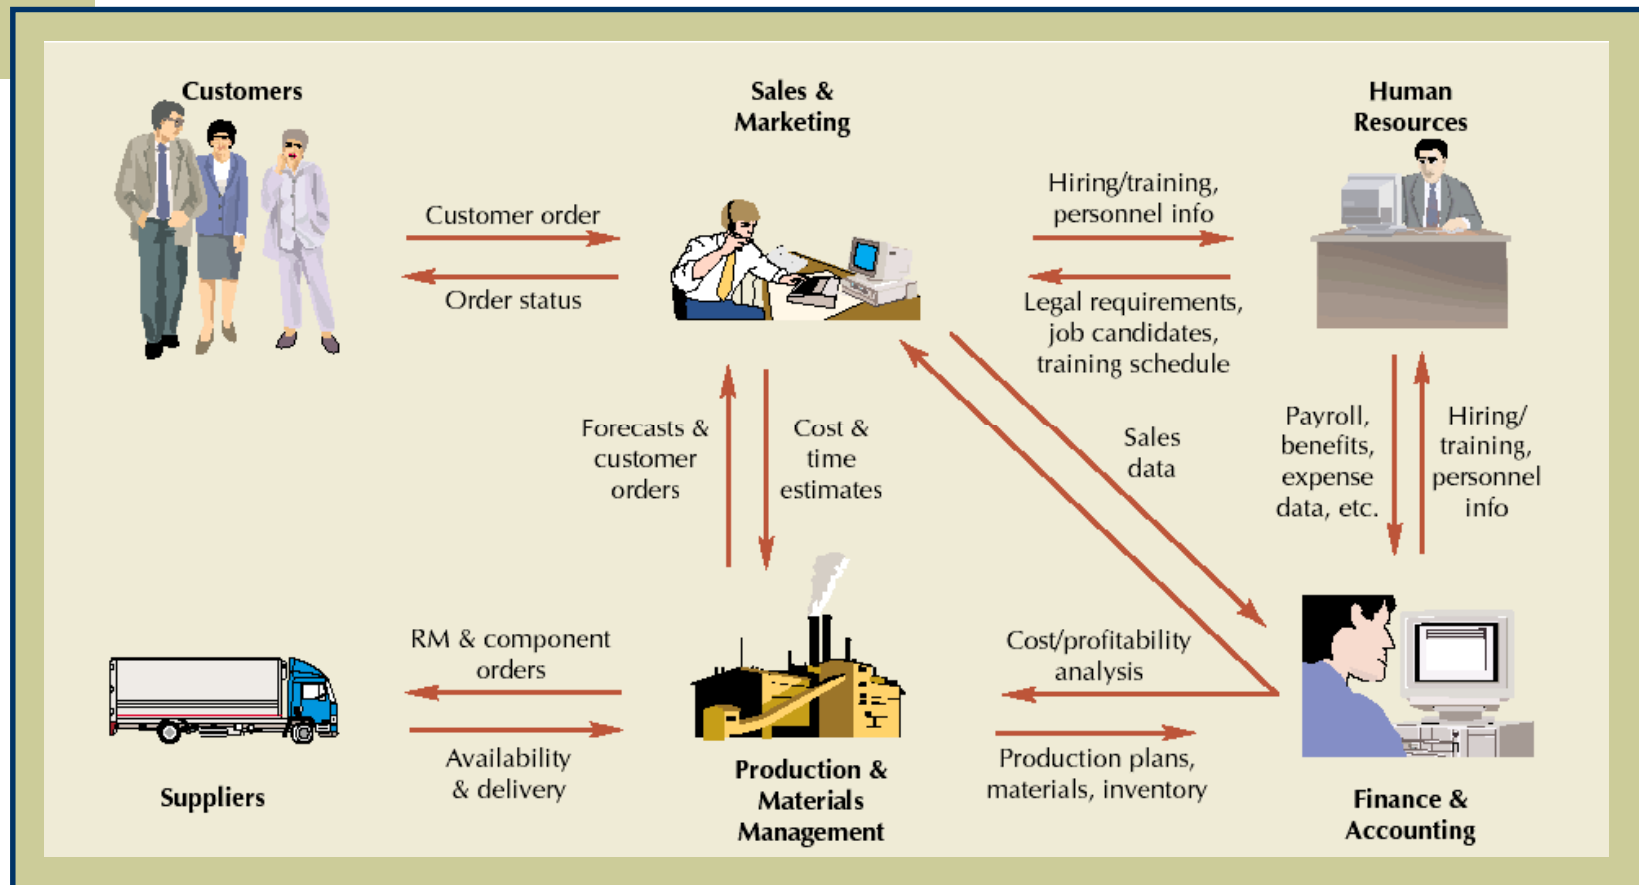 Customers
Sales &
Marketing
Human
Resources
Customer order
Order status
Hiring/training,
personnel info
Legal requirements,
job candidates,
training schedule
Forecasts &
customer
orders
Cost &
time
estimates
Sales
data
Payroll,
benefits,
expense
data, etc.
Hiring/
training,
personnel
info
RM & component
orders
Availability
& delivery
Cost/profitability
analysis
Production plans,
materials, inventory
Suppliers
Production &
Materials
Management
Finance &
Accounting